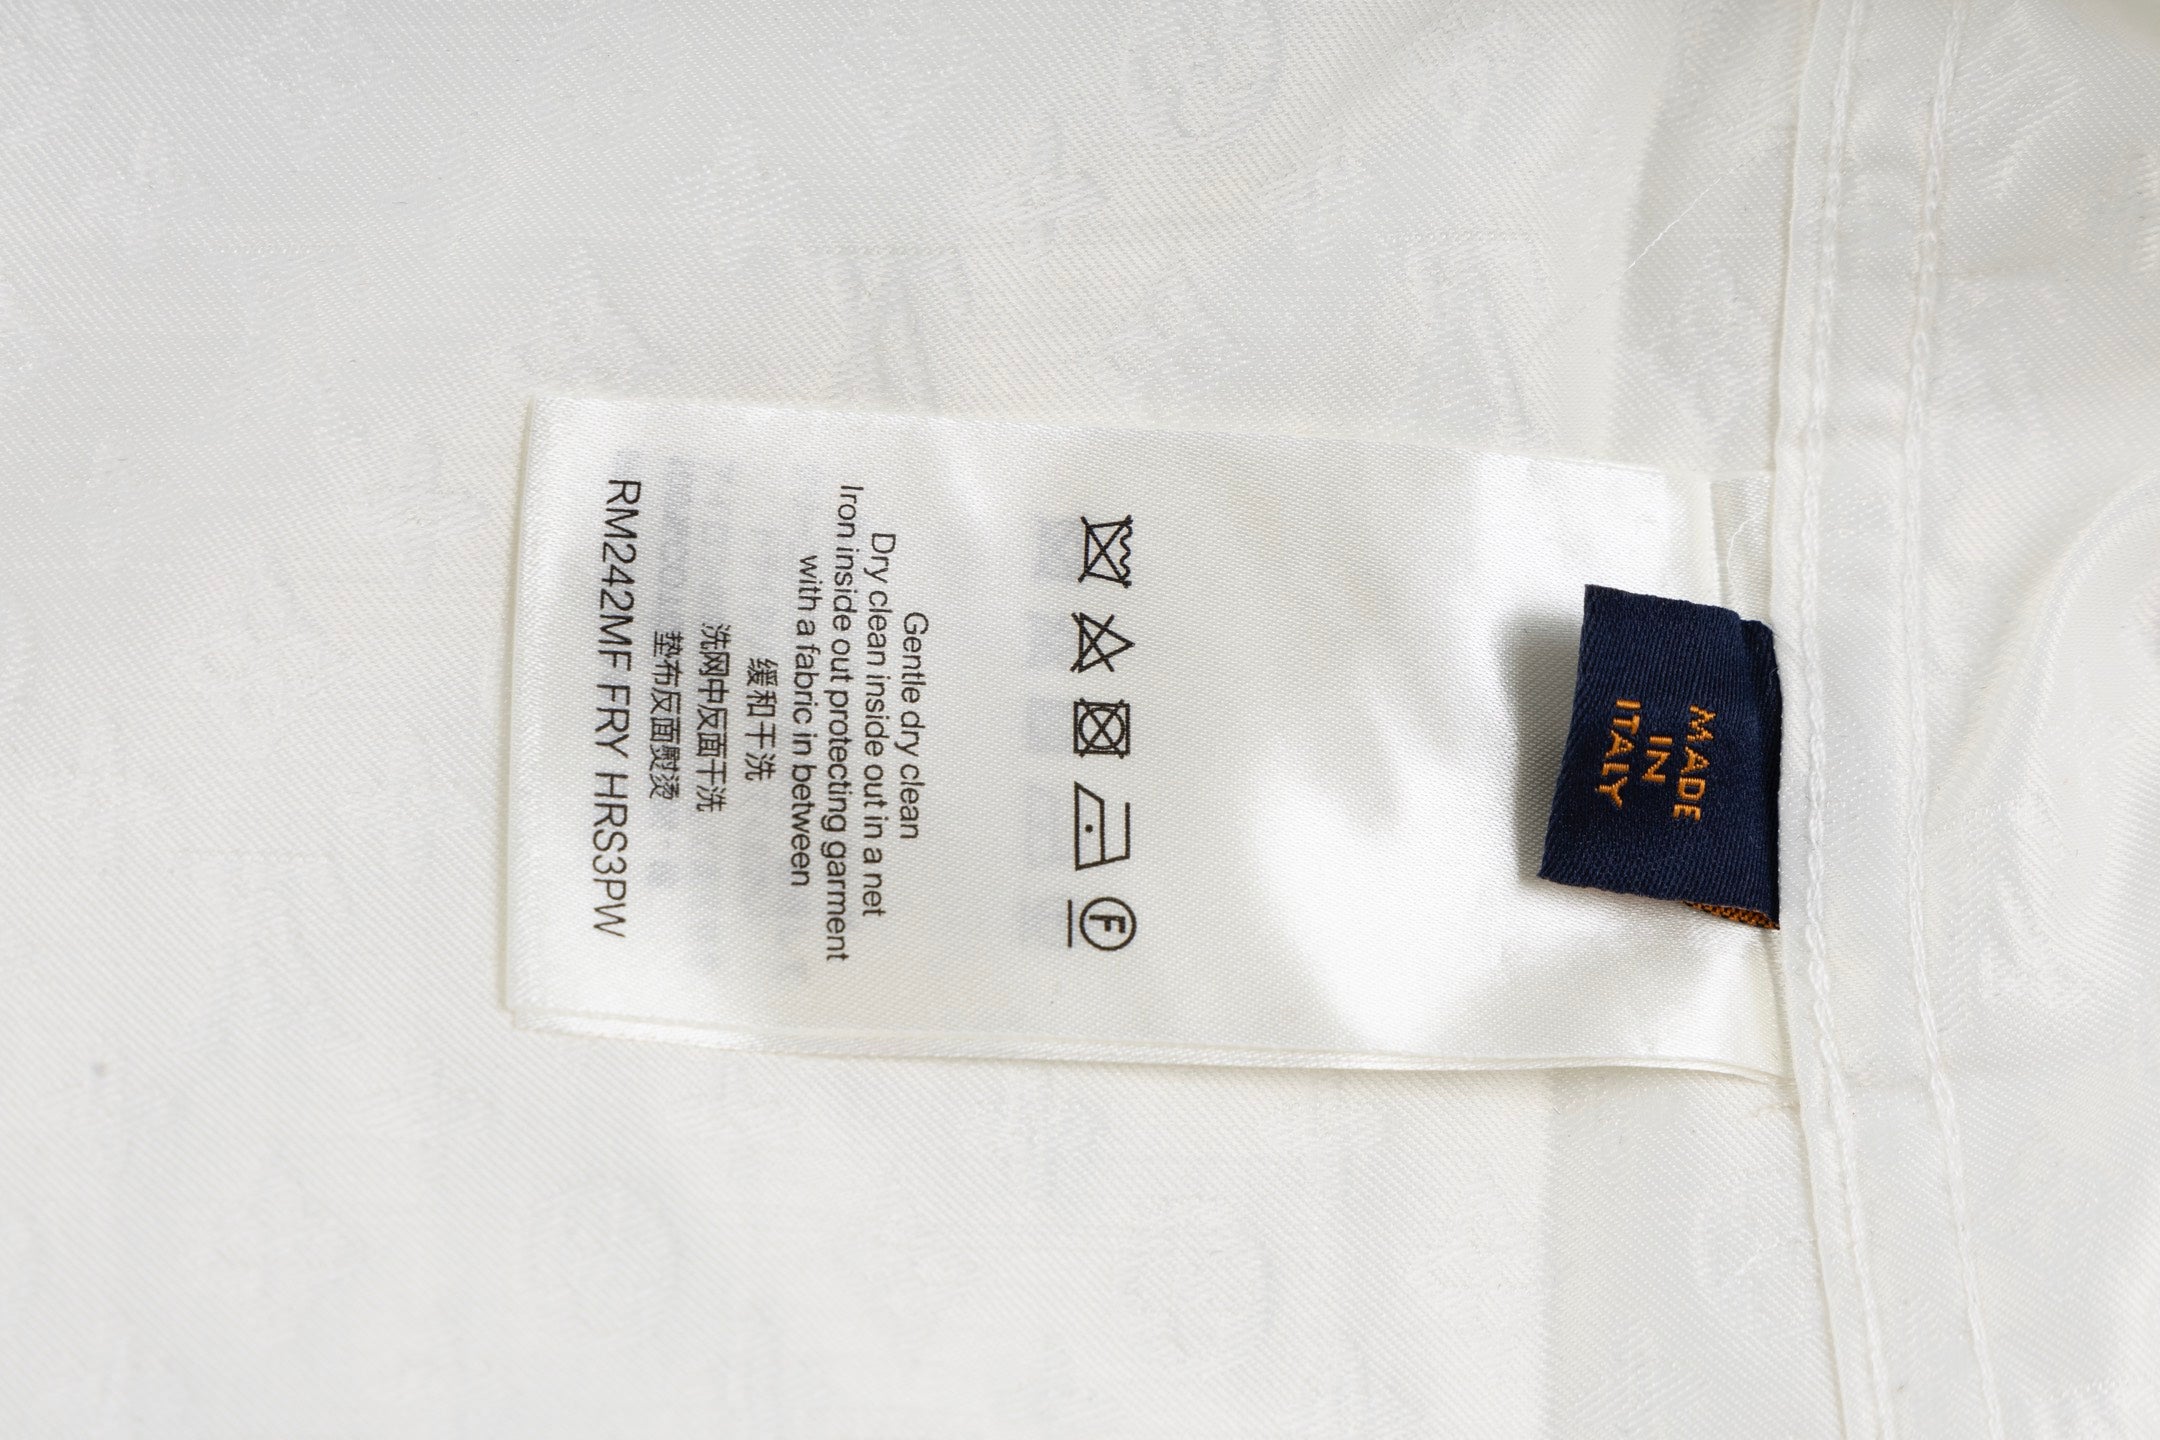 MADE
IN
ITALY
F
Gentle dry clean
Dry clean inside out in a net
Iron inside out protecting garment
with a fabric in between
缓和干洗
洗网中反面干洗
垫布反面熨烫
RM242MF FRY HRS3PW